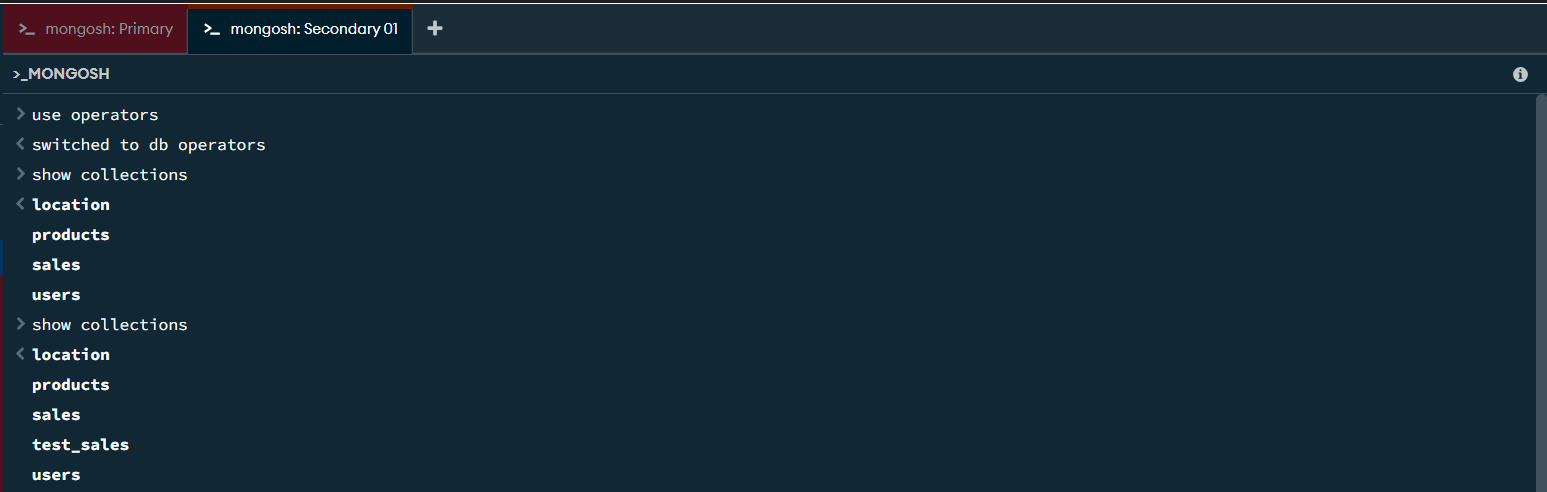 >_ mongosh: Primary >_ mongosh: Secondary 01 +
>_MONGOSH
> use operators
< switched to db operators
> show collections
< location
products
sales
users
> show collections
< location
products
sales
test_sales
users